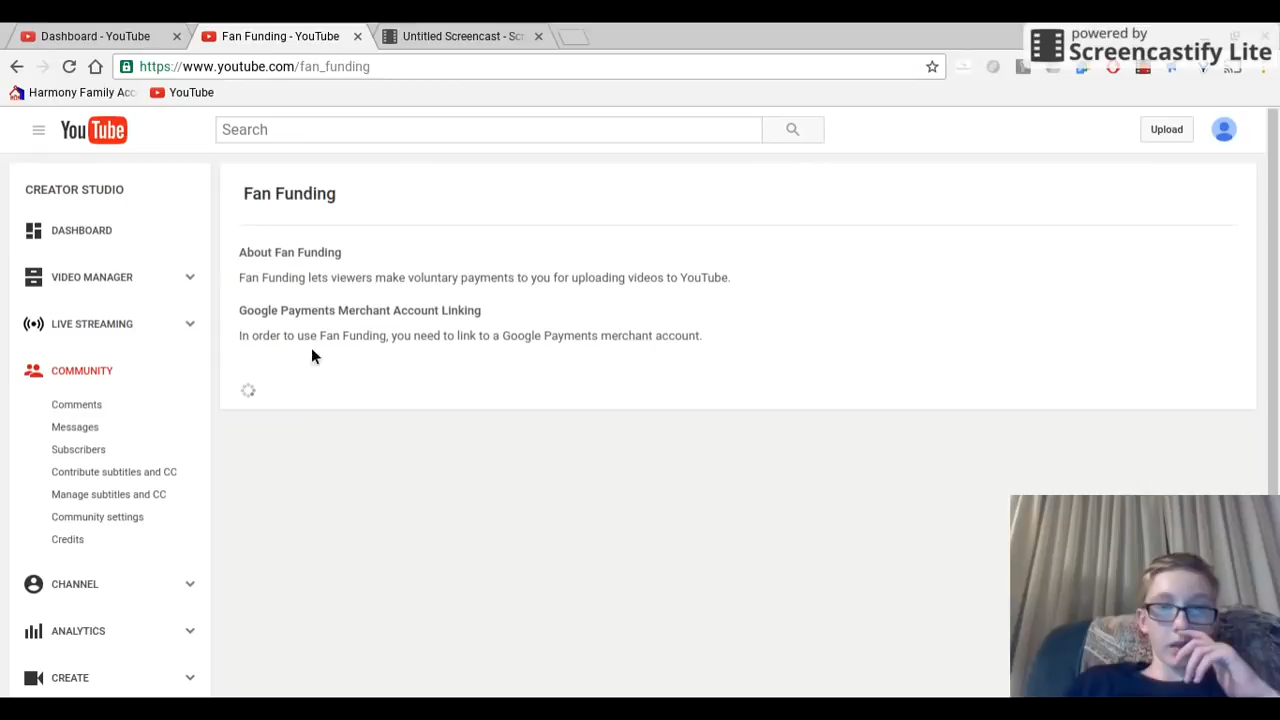 Dashboard - YouTube
Fan Funding - YouTube
Untitled Screencast - Scr
powered by
Screencastify Lite
https://www.youtube.com/fan_funding
Harmony Family Acc
YouTube
YouTube
Search
Upload
CREATOR STUDIO
DASHBOARD
VIDEO MANAGER
LIVE STREAMING
COMMUNITY
Comments
Messages
Subscribers
Contribute subtitles and CC
Manage subtitles and CC
Community settings
Credits
CHANNEL
ANALYTICS
CREATE
Fan Funding
About Fan Funding
Fan Funding lets viewers make voluntary payments to you for uploading videos to YouTube.
Google Payments Merchant Account Linking
In order to use Fan Funding, you need to link to a Google Payments merchant account.